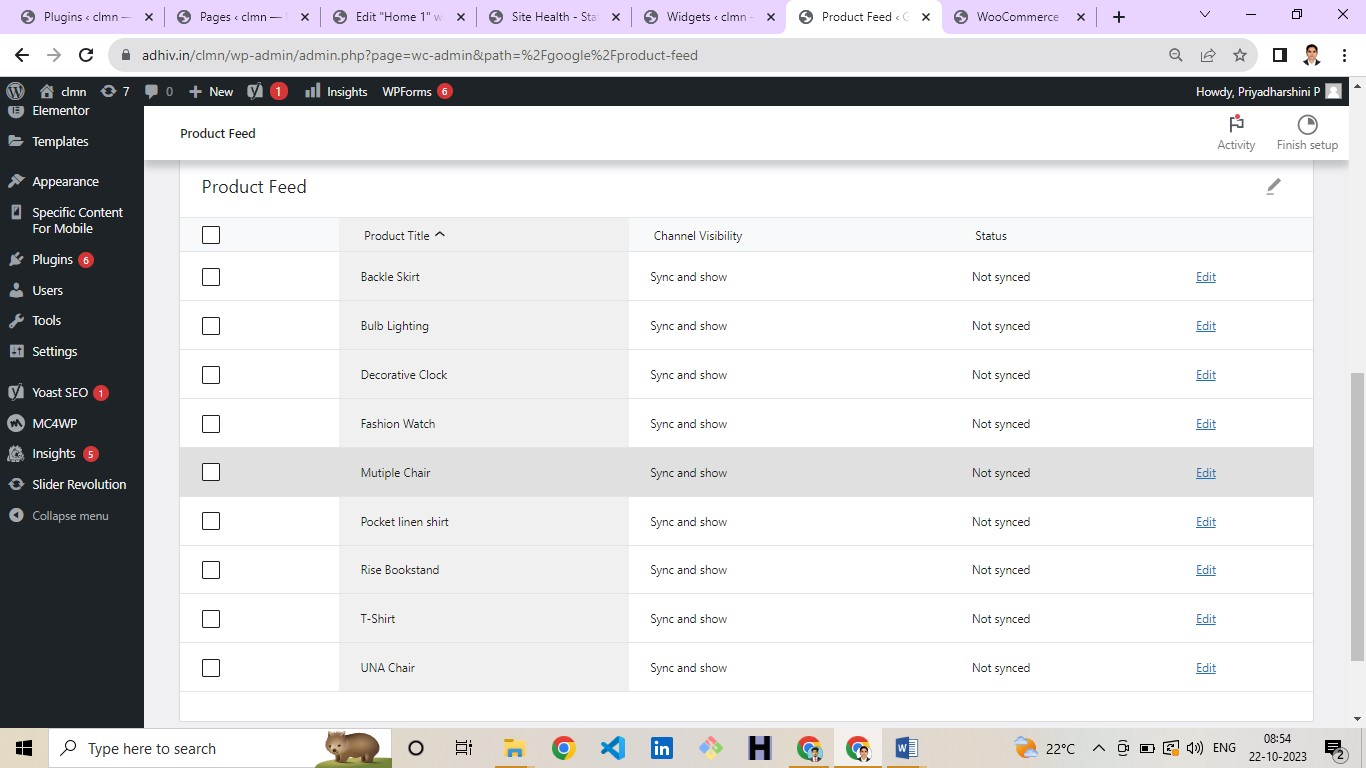 Plugins ‹ clmn —
Pages ‹ clmn —
Edit "Home 1" w
Site Health - Sta
Widgets ‹ clmn -
Product Feed ‹ G
WooCommerce
adhiv.in/clmn/wp-admin/admin.php?page=wc-admin&path=%2Fgoogle%2Fproduct-feed
clmn 7 0 New 1 Insights WPForms 6 Howdy, Priyadharshini P
Elementor
Templates
Appearance
Specific Content
For Mobile
Plugins 6
Users
Tools
Settings
Yoast SEO 1
MC4WP
Insights 5
Slider Revolution
Collapse menu
Product Feed
Activity
Finish setup
Product Feed
Product Title Channel Visibility Status
Backle Skirt Sync and show Not synced Edit
Bulb Lighting Sync and show Not synced Edit
Decorative Clock Sync and show Not synced Edit
Fashion Watch Sync and show Not synced Edit
Mutiple Chair Sync and show Not synced Edit
Pocket linen shirt Sync and show Not synced Edit
Rise Bookstand Sync and show Not synced Edit
T-Shirt Sync and show Not synced Edit
UNA Chair Sync and show Not synced Edit
Type here to search
22°C
ENG
08:54
22-10-2023
2